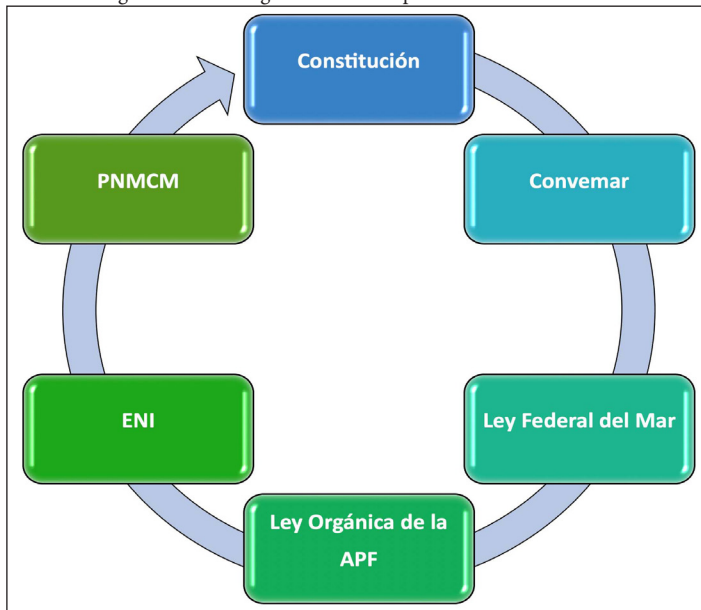 Constitución
Convemar
Ley Federal del Mar
Ley Orgánica de la
APF
ENI
PNMCM